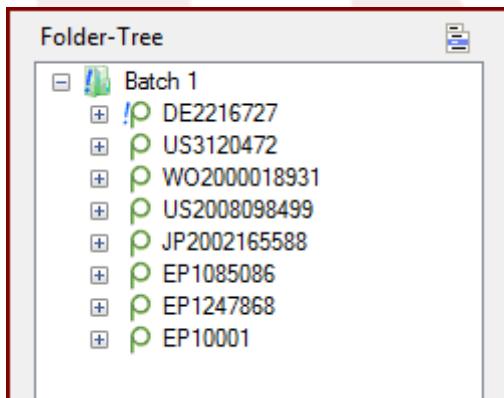 Folder-Tree
Batch 1
DE2216727
US3120472
WO2000018931
US2008098499
JP2002165588
EP1085086
EP1247868
EP10001